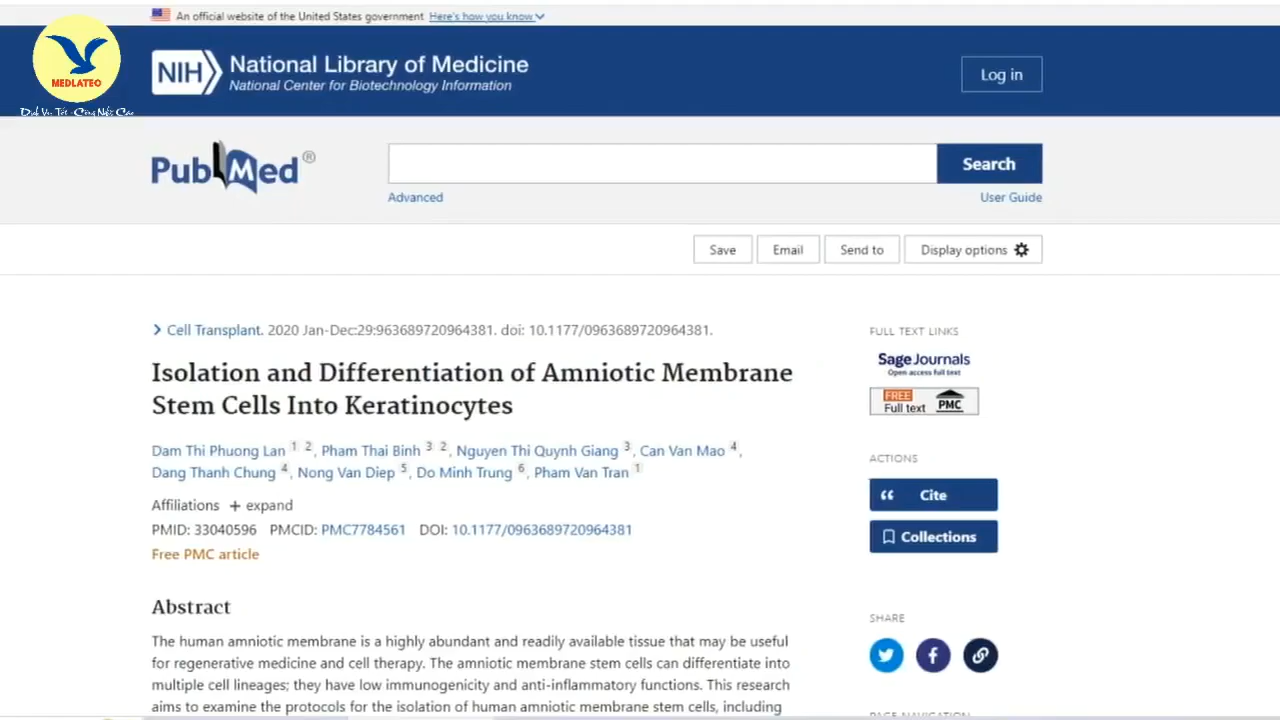 An official website of the United States government Here's how you know
MEDLATEC
Dịch Vụ Tốt - Công Nghệ Cao
NIH National Library of Medicine
National Center for Biotechnology Information
Log in
PubMed®
Search
Advanced
User Guide
Save
Email
Send to
Display options
Cell Transplant. 2020 Jan-Dec:29:963689720964381. doi: 10.1177/0963689720964381.
Isolation and Differentiation of Amniotic Membrane
Stem Cells Into Keratinocytes
Dam Thi Phuong Lan 1 2, Pham Thai Binh 3 2, Nguyen Thi Quynh Giang 3, Can Van Mao 4,
Dang Thanh Chung 4, Nong Van Diep 5, Do Minh Trung 6, Pham Van Tran 1
Affiliations + expand
PMID: 33040596 PMCID: PMC7784561 DOI: 10.1177/0963689720964381
Free PMC article
Abstract
The human amniotic membrane is a highly abundant and readily available tissue that may be useful
for regenerative medicine and cell therapy. The amniotic membrane stem cells can differentiate into
multiple cell lineages; they have low immunogenicity and anti-inflammatory functions. This research
aims to examine the protocols for the isolation of human amniotic membrane stem cells, including
FULL TEXT LINKS
Sage Journals
Open access full text
FREE
Full text PMC
ACTIONS
Cite
Collections
SHARE
PAGE NAVIGATION